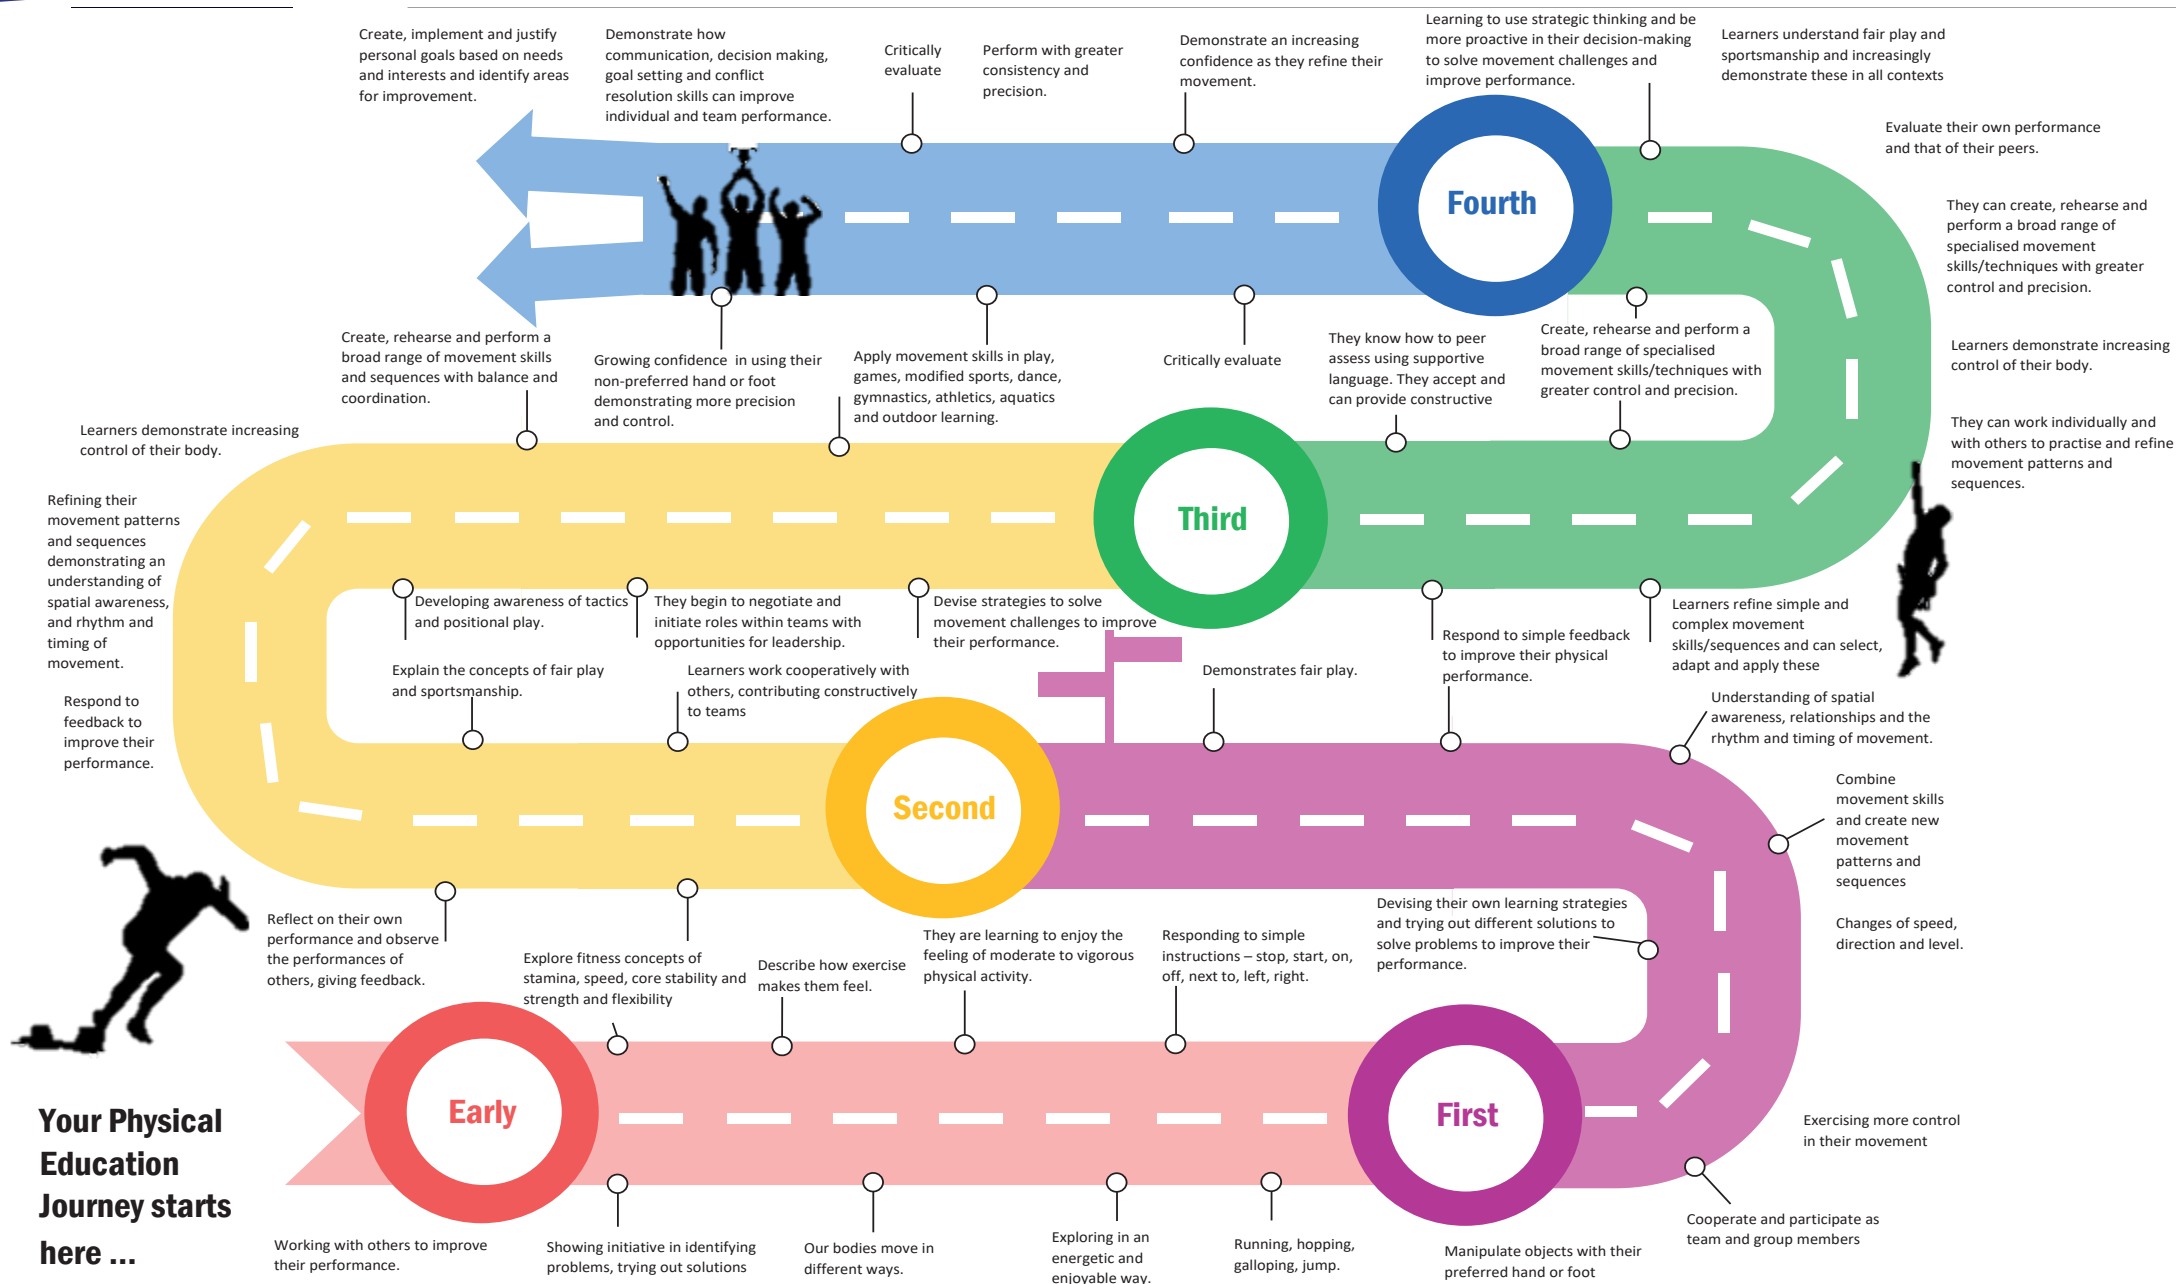 Create, implement and justify
personal goals based on needs
and interests and identify areas
for improvement.
Demonstrate how
communication, decision making,
goal setting and conflict
resolution skills can improve
individual and team performance.
Critically
evaluate
Perform with greater
consistency and
precision.
Demonstrate an increasing
confidence as they refine their
movement.
Learning to use strategic thinking and be
more proactive in their decision-making
to solve movement challenges and
improve performance.
Learners understand fair play and
sportsmanship and increasingly
demonstrate these in all contexts
Evaluate their own performance
and that of their peers.
Fourth
They can create, rehearse and
perform a broad range of
specialised movement
skills/techniques with greater
control and precision.
Create, rehearse and perform a
broad range of movement skills
and sequences with balance and
coordination.
Growing confidence in using their
non-preferred hand or foot
demonstrating more precision
and control.
Apply movement skills in play,
games, modified sports, dance,
gymnastics, athletics, aquatics
and outdoor learning.
Critically evaluate
They know how to peer
assess using supportive
language. They accept and
can provide constructive
Create, rehearse and perform a
broad range of specialised
movement skills/techniques with
greater control and precision.
Learners demonstrate increasing
control of their body.
They can work individually and
with others to practise and refine
movement patterns and
sequences.
Learners demonstrate increasing
control of their body.
Third
Refining their
movement patterns
and sequences
demonstrating an
understanding of
spatial awareness,
and rhythm and
timing of
movement.
Developing awareness of tactics
and positional play.
They begin to negotiate and
initiate roles within teams with
opportunities for leadership.
Devise strategies to solve
movement challenges to improve
their performance.
Respond to simple feedback
to improve their physical
performance.
Learners refine simple and
complex movement
skills/sequences and can select,
adapt and apply these
Explain the concepts of fair play
and sportsmanship.
Learners work cooperatively with
others, contributing constructively
to teams
Demonstrates fair play.
Understanding of spatial
awareness, relationships and the
rhythm and timing of movement.
Respond to
feedback to
improve their
performance.
Second
Combine
movement skills
and create new
movement
patterns and
sequences
Changes of speed,
direction and level.
Reflect on their own
performance and observe
the performances of
others, giving feedback.
Explore fitness concepts of
stamina, speed, core stability and
strength and flexibility
Describe how exercise
makes them feel.
They are learning to enjoy the
feeling of moderate to vigorous
physical activity.
Responding to simple
instructions – stop, start, on,
off, next to, left, right.
Devising their own learning strategies
and trying out different solutions to
solve problems to improve their
performance.
Early
First
Your Physical
Education
Journey starts
here ...
Exercising more control
in their movement
Working with others to improve
their performance.
Showing initiative in identifying
problems, trying out solutions
Our bodies move in
different ways.
Exploring in an
energetic and
enjoyable way.
Running, hopping,
galloping, jump.
Manipulate objects with their
preferred hand or foot
Cooperate and participate as
team and group members